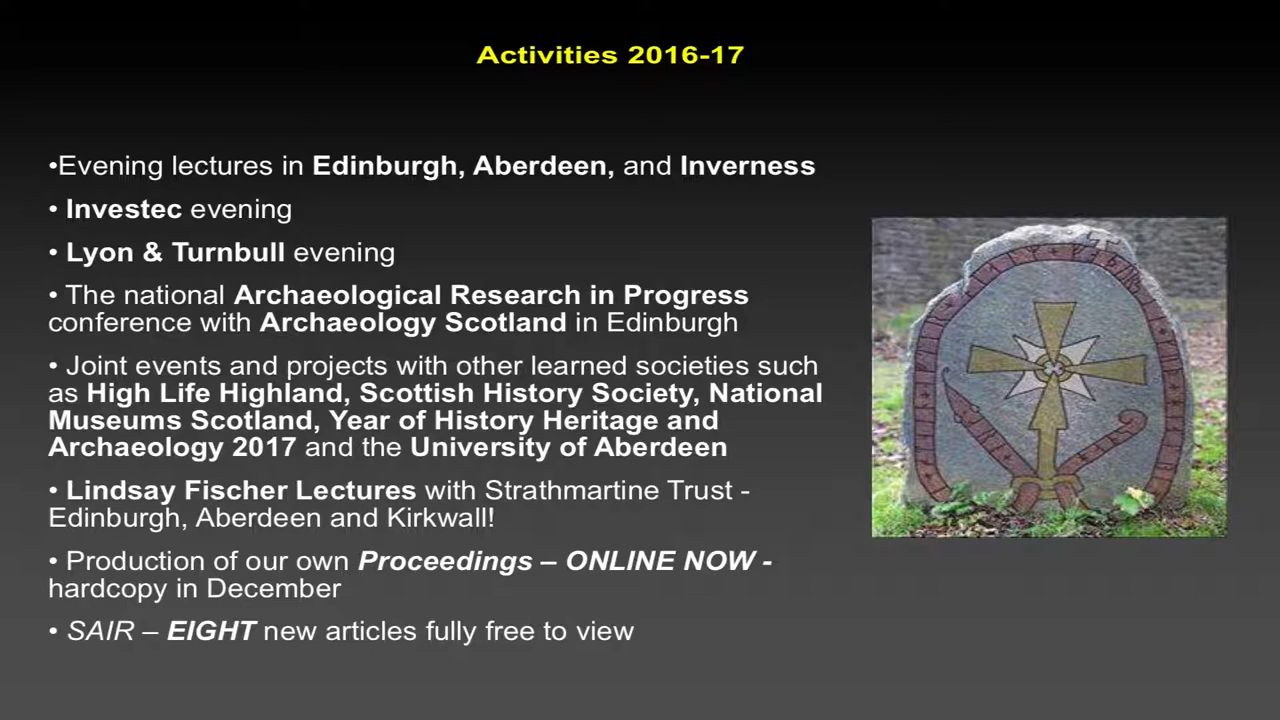 Activities 2016-17
•Evening lectures in Edinburgh, Aberdeen, and Inverness
• Investec evening
• Lyon & Turnbull evening
• The national Archaeological Research in Progress
conference with Archaeology Scotland in Edinburgh
• Joint events and projects with other learned societies such
as High Life Highland, Scottish History Society, National
Museums Scotland, Year of History Heritage and
Archaeology 2017 and the University of Aberdeen
• Lindsay Fischer Lectures with Strathmartine Trust -
Edinburgh, Aberdeen and Kirkwall!
• Production of our own Proceedings – ONLINE NOW -
hardcopy in December
• SAIR – EIGHT new articles fully free to view